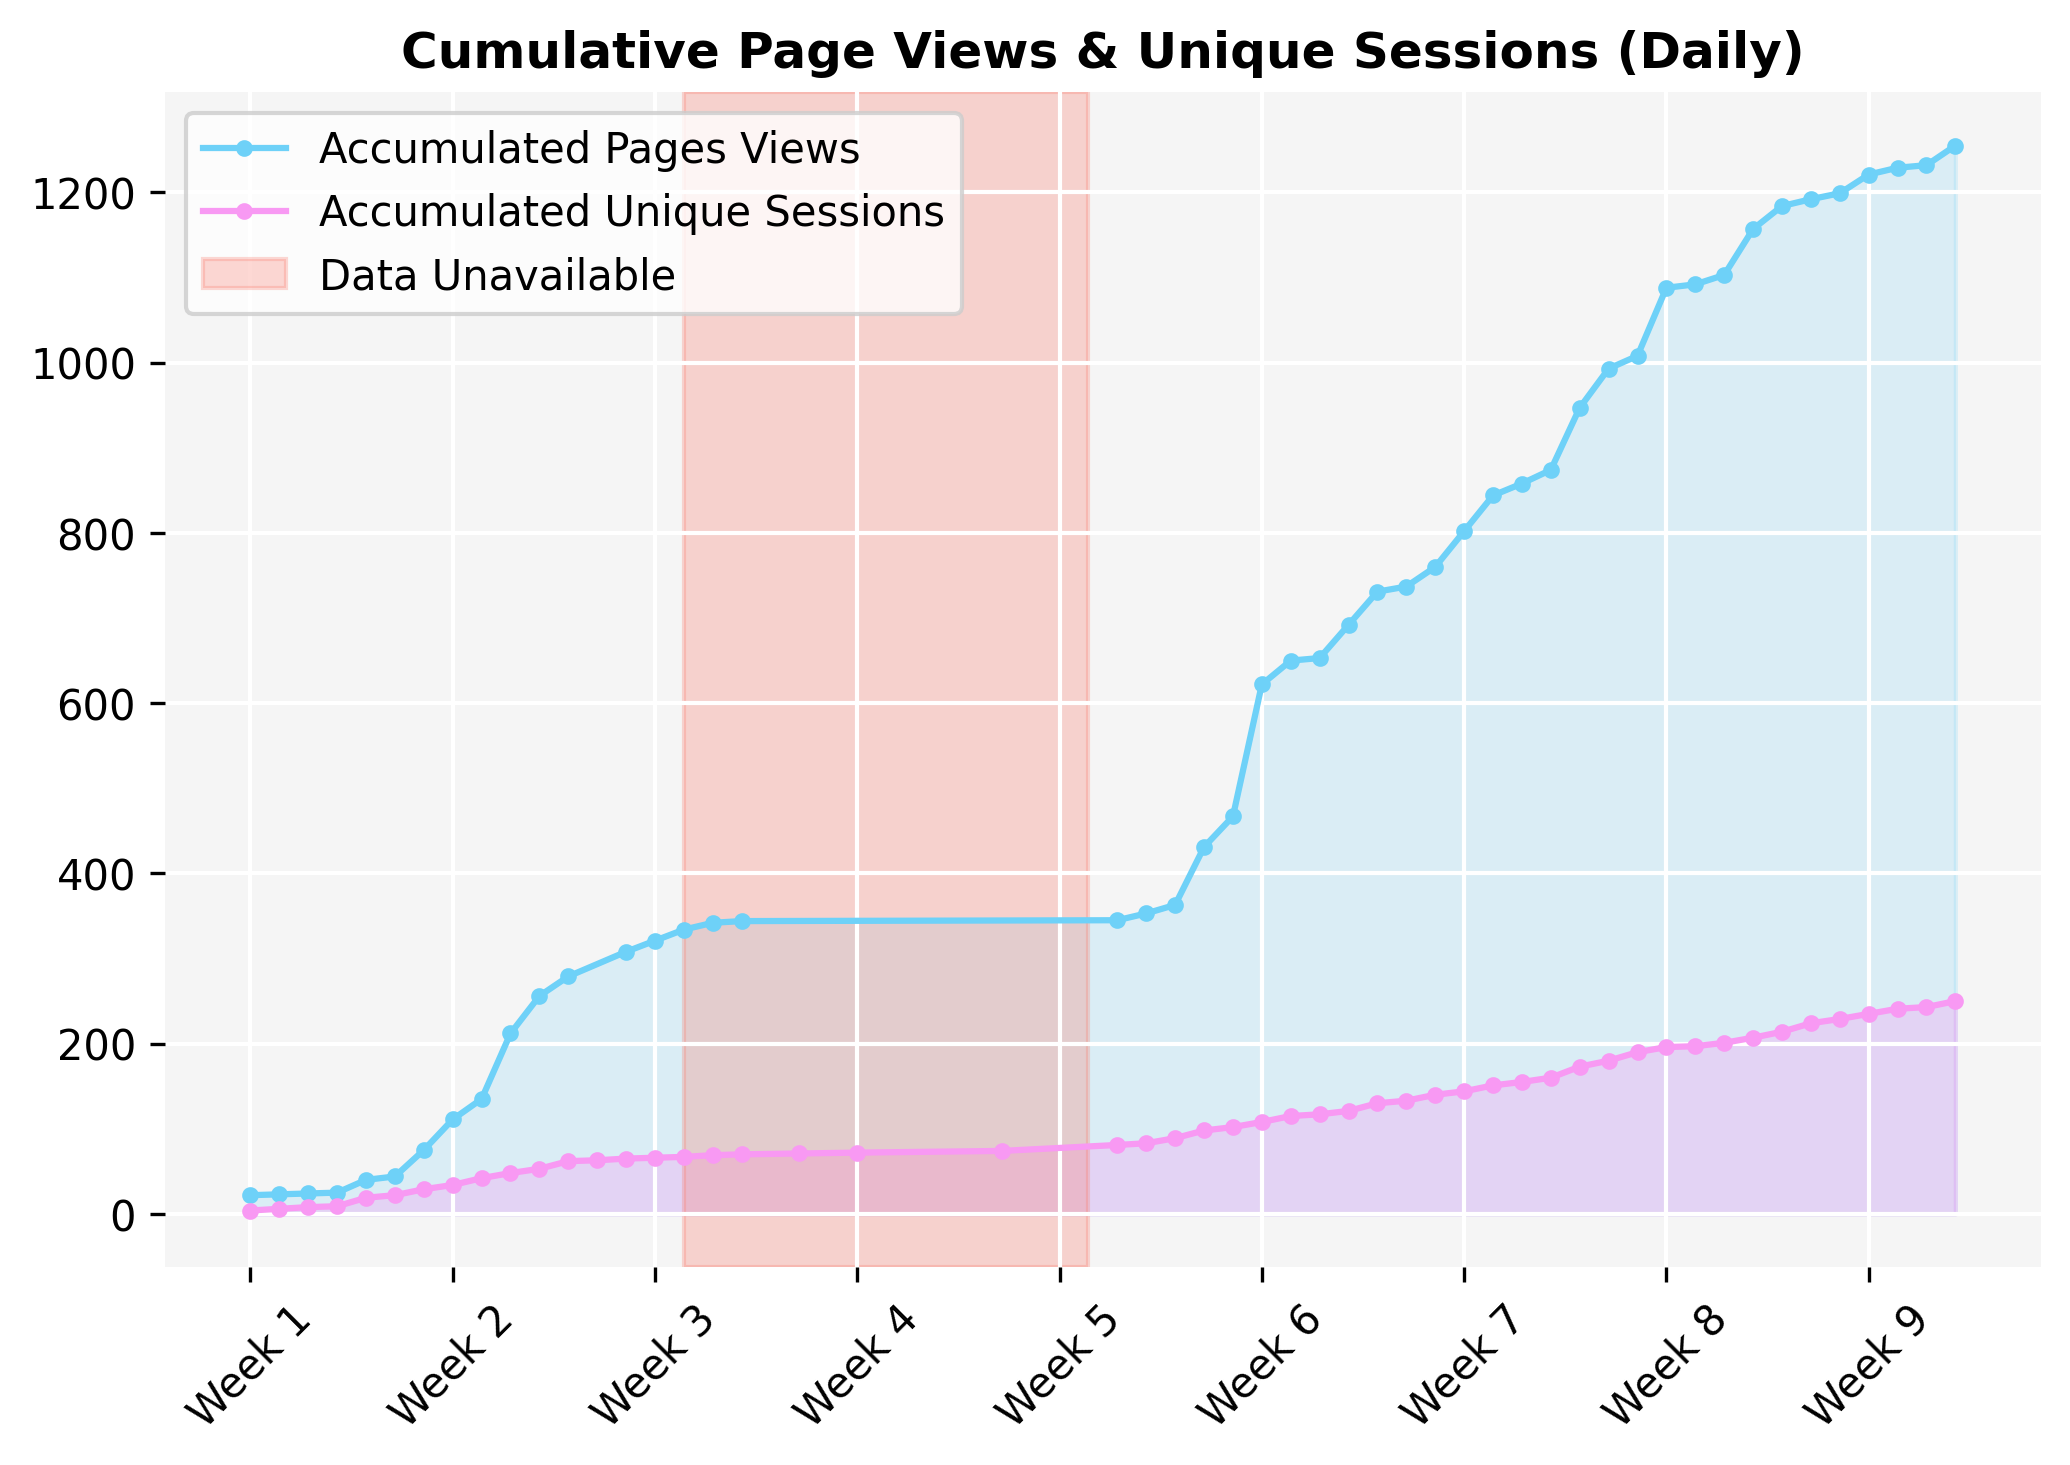 Cumulative Page Views & Unique Sessions (Daily)
Accumulated Pages Views
Accumulated Unique Sessions
Data Unavailable
1200
1000
800
600
400
200
0
Week 1
Week 2
Week 3
Week 4
Week 5
Week 6
Week 7
Week 8
Week 9